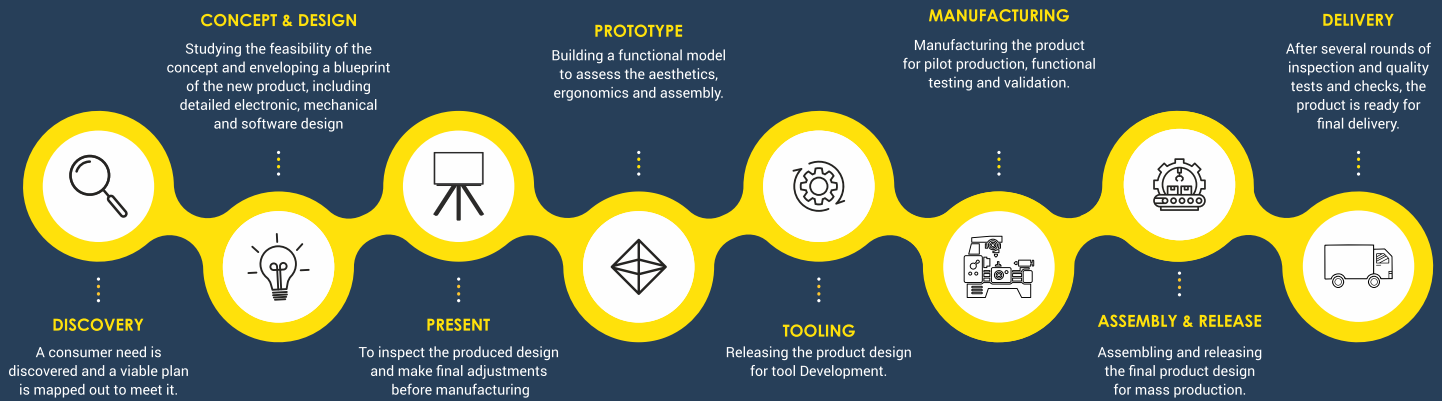 DISCOVERY
A consumer need is
discovered and a viable plan
is mapped out to meet it.
CONCEPT & DESIGN
Studying the feasibility of the
concept and enveloping a blueprint
of the new product, including
detailed electronic, mechanical
and software design
PRESENT
To inspect the produced design
and make final adjustments
before manufacturing
PROTOTYPE
Building a functional model
to assess the aesthetics,
ergonomics and assembly.
TOOLING
Releasing the product design
for tool Development.
MANUFACTURING
Manufacturing the product
for pilot production, functional
testing and validation.
ASSEMBLY & RELEASE
Assembling and releasing
the final product design
for mass production.
DELIVERY
After several rounds of
inspection and quality
tests and checks, the
product is ready for
final delivery.